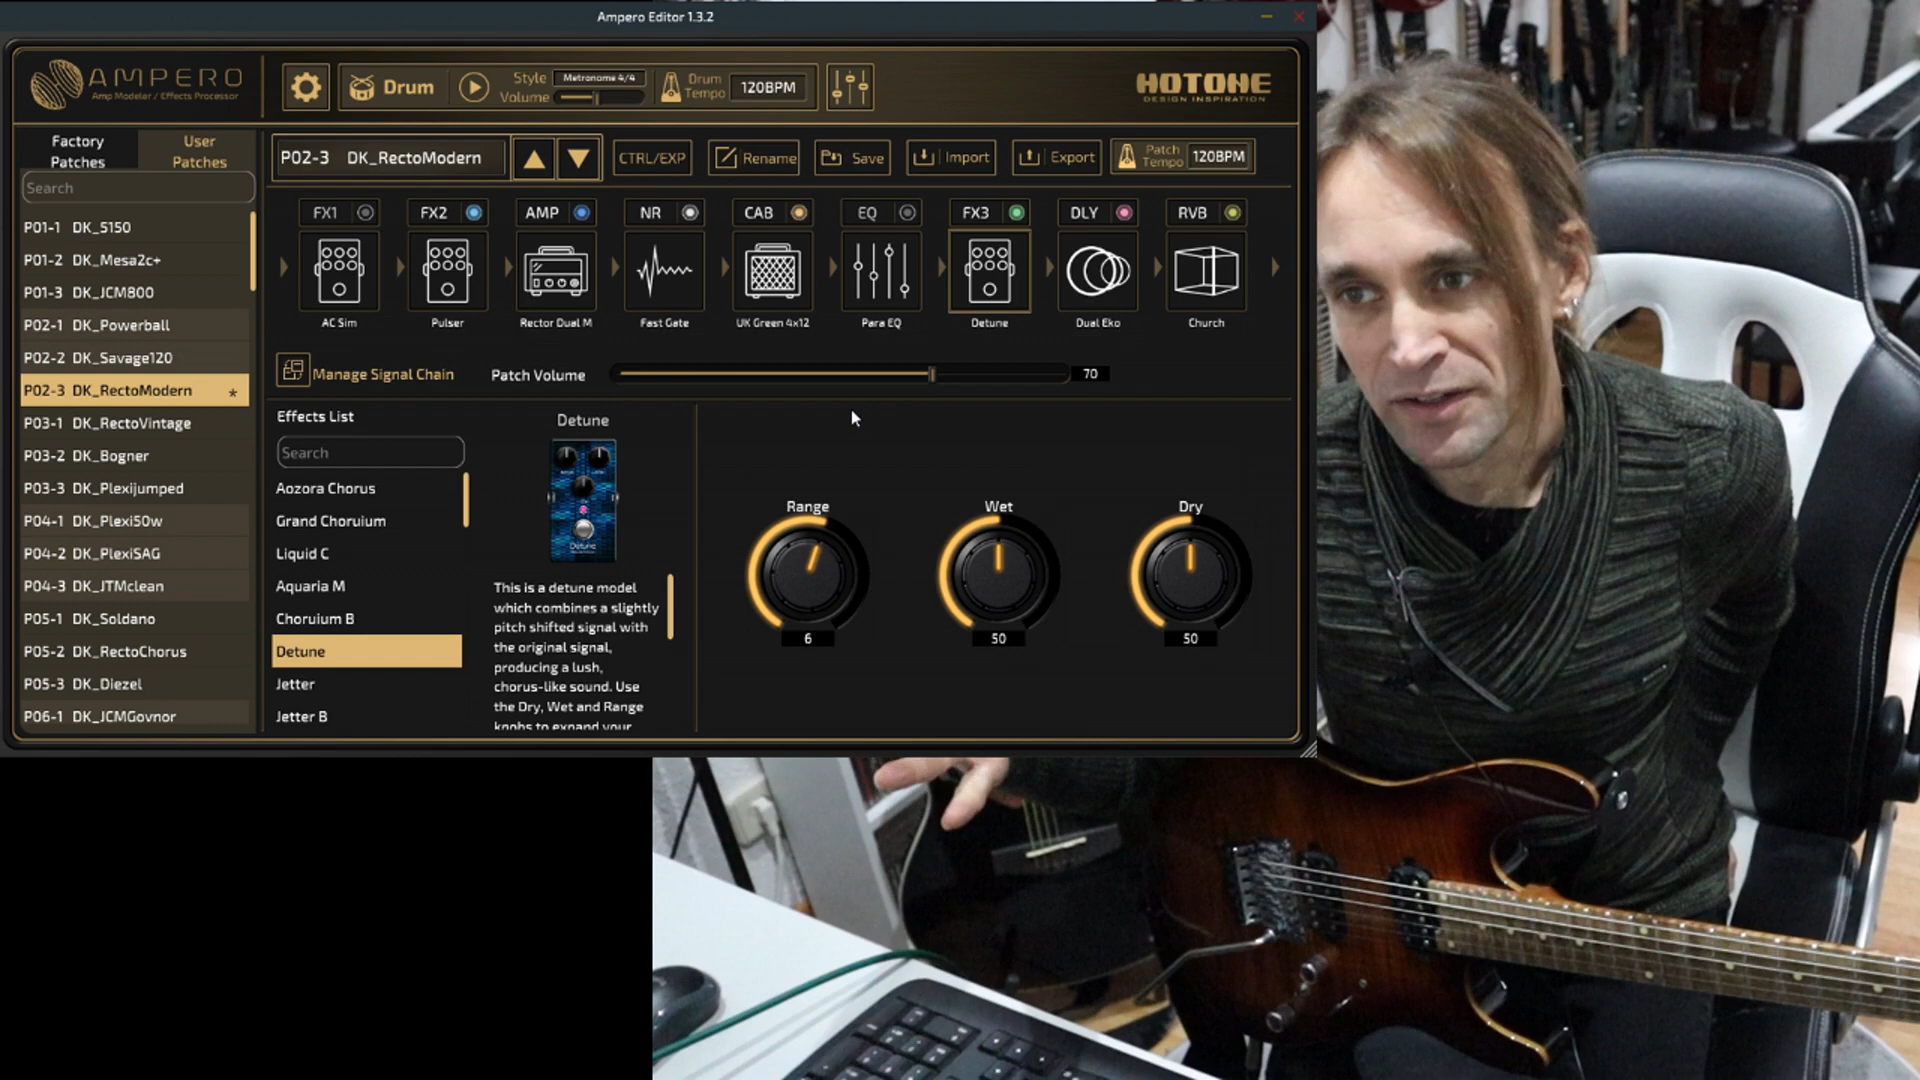 Ampero Editor 1.3.2
AMPERO
Amp Modeler / Effects Processor
Drum
Style
Metronome 4/4
Volume
Drum
Tempo
120BPM
HOTONE
DESIGN INSPIRATION
Factory
Patches
User
Patches
Search
P01-1 DK_5150
P01-2 DK_Mesa2c+
P01-3 DK_JCM800
P02-1 DK_Powerball
P02-2 DK_Savage120
P02-3 DK_RectoModern *
P03-1 DK_RectoVintage
P03-2 DK_Bogner
P03-3 DK_Plexijumped
P04-1 DK_Plexi50w
P04-2 DK_PlexiSAG
P04-3 DK_JTMclean
P05-1 DK_Soldano
P05-2 DK_RectoChorus
P05-3 DK_Diezel
P06-1 DK_JCMGovnor
P02-3 DK_RectoModern
CTRL/EXP
Rename
Save
Import
Export
Patch
Tempo
120BPM
FX1
FX2
AMP
NR
CAB
EQ
FX3
DLY
RVB
AC Sim
Pulser
Rector Dual M
Fast Gate
UK Green 4x12
Para EQ
Detune
Dual Eko
Church
Manage Signal Chain
Patch Volume
70
Effects List
Search
Aozora Chorus
Grand Choruium
Liquid C
Aquaria M
Choruium B
Detune
Jetter
Jetter B
Detune
Detune
This is a detune model
which combines a slightly
pitch shifted signal with
the original signal,
producing a lush,
chorus-like sound. Use
the Dry, Wet and Range
knobs to expand your
Range
6
Wet
50
Dry
50